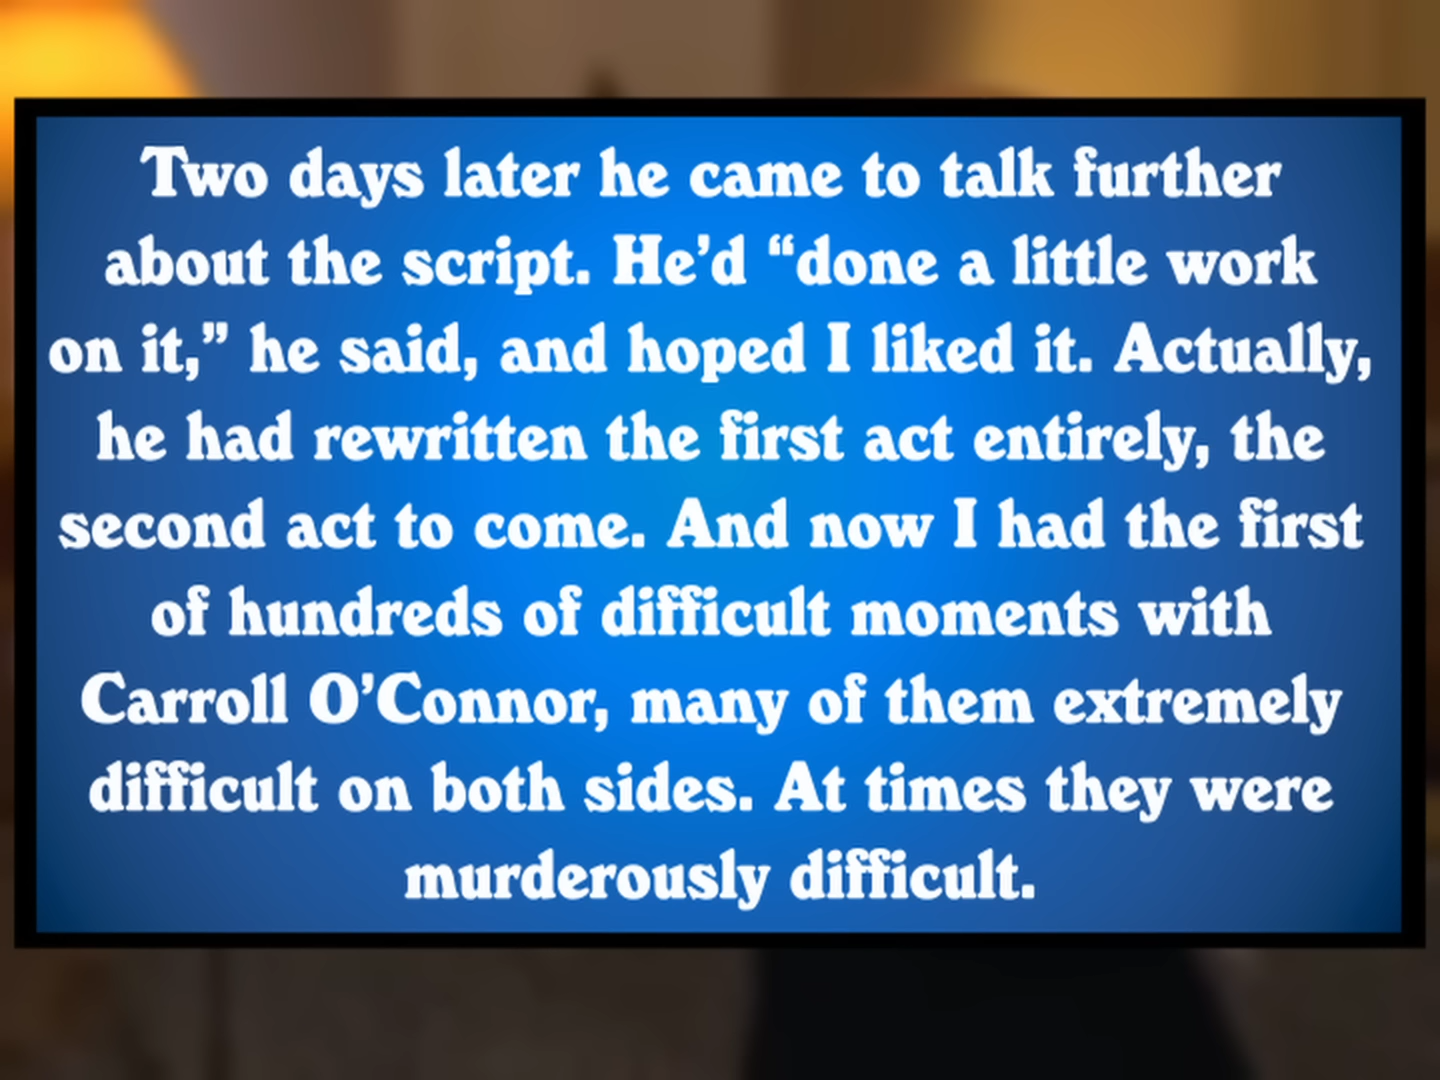 Two days later he came to talk further
about the script. He’d “done a little work
on it,” he said, and hoped I liked it. Actually,
he had rewritten the first act entirely, the
second act to come. And now I had the first
of hundreds of difficult moments with
Carroll O’Connor, many of them extremely
difficult on both sides. At times they were
murderously difficult.